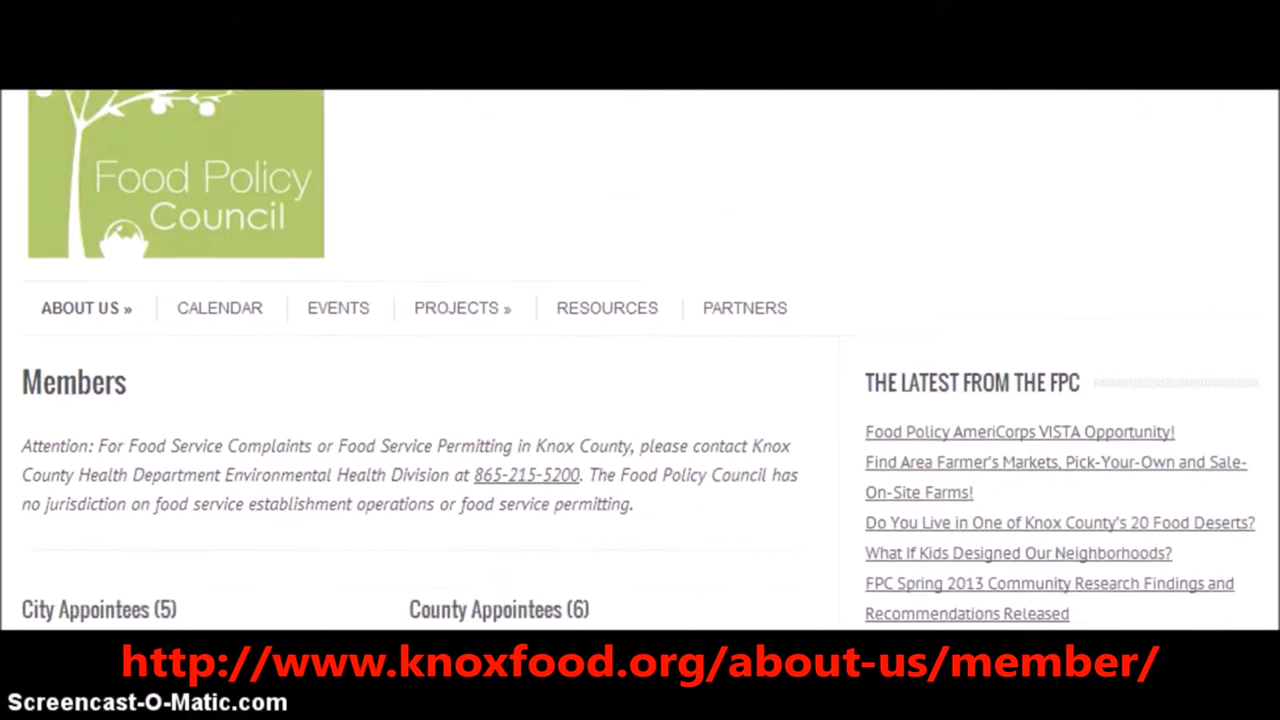 Food Policy
Council
ABOUT US »
CALENDAR
EVENTS
PROJECTS »
RESOURCES
PARTNERS
Members
Attention: For Food Service Complaints or Food Service Permitting in Knox County, please contact Knox
County Health Department Environmental Health Division at 865-215-5200. The Food Policy Council has
no jurisdiction on food service establishment operations or food service permitting.
City Appointees (5)
County Appointees (6)
THE LATEST FROM THE FPC
Food Policy AmeriCorps VISTA Opportunity!
Find Area Farmer's Markets, Pick-Your-Own and Sale-
On-Site Farms!
Do You Live in One of Knox County's 20 Food Deserts?
What If Kids Designed Our Neighborhoods?
FPC Spring 2013 Community Research Findings and
Recommendations Released
http://www.knoxfood.org/about-us/member/
Screencast-O-Matic.com